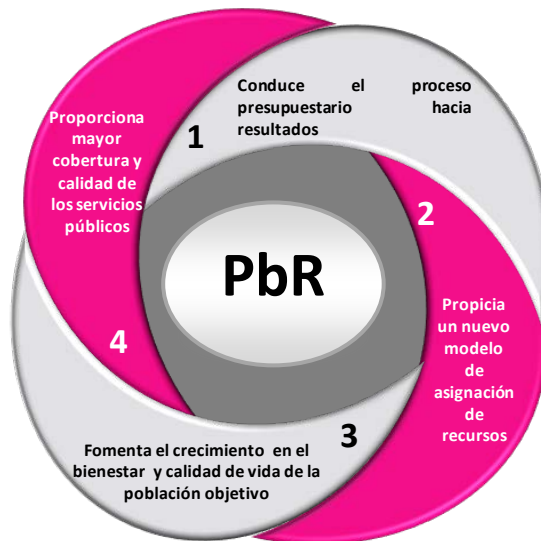 1
Conduce el proceso
presupuestario hacia
resultados
2
Propicia
un nuevo
modelo
de
asignación
de
recursos
3
Fomenta el crecimiento en el
bienestar y calidad de vida de la
población objetivo
4
Proporciona
mayor
cobertura y
calidad de
los servicios
públicos
PbR